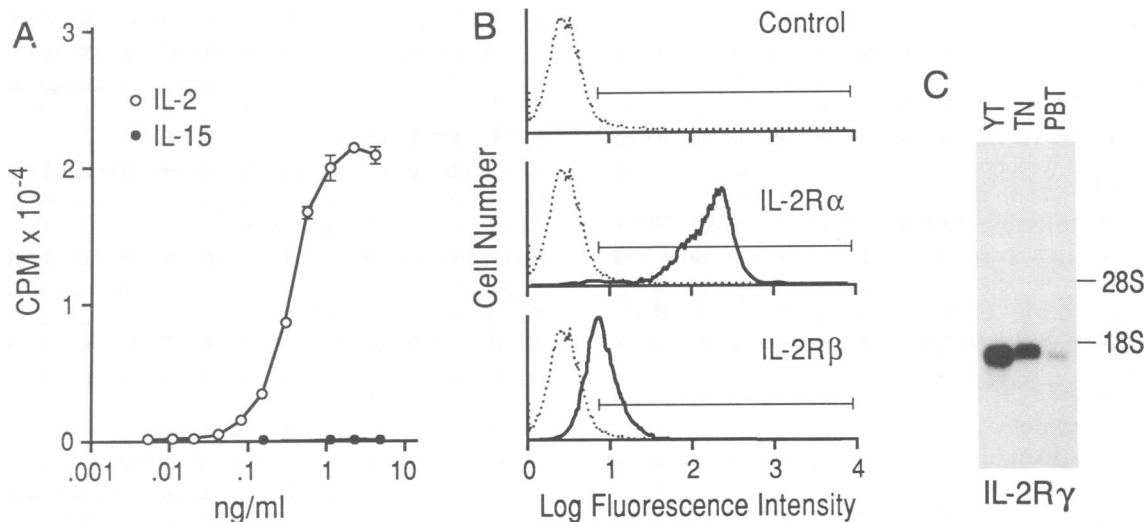 A
3
2
1
0
CPM x 10-4
IL-2
IL-15
.001
.01
.1
1
10
ng/ml
B
Control
IL-2Rα
IL-2Rβ
Cell Number
0
1
2
3
4
Log Fluorescence Intensity
C
YT
TN
PBT
28S
18S
IL-2Rγ